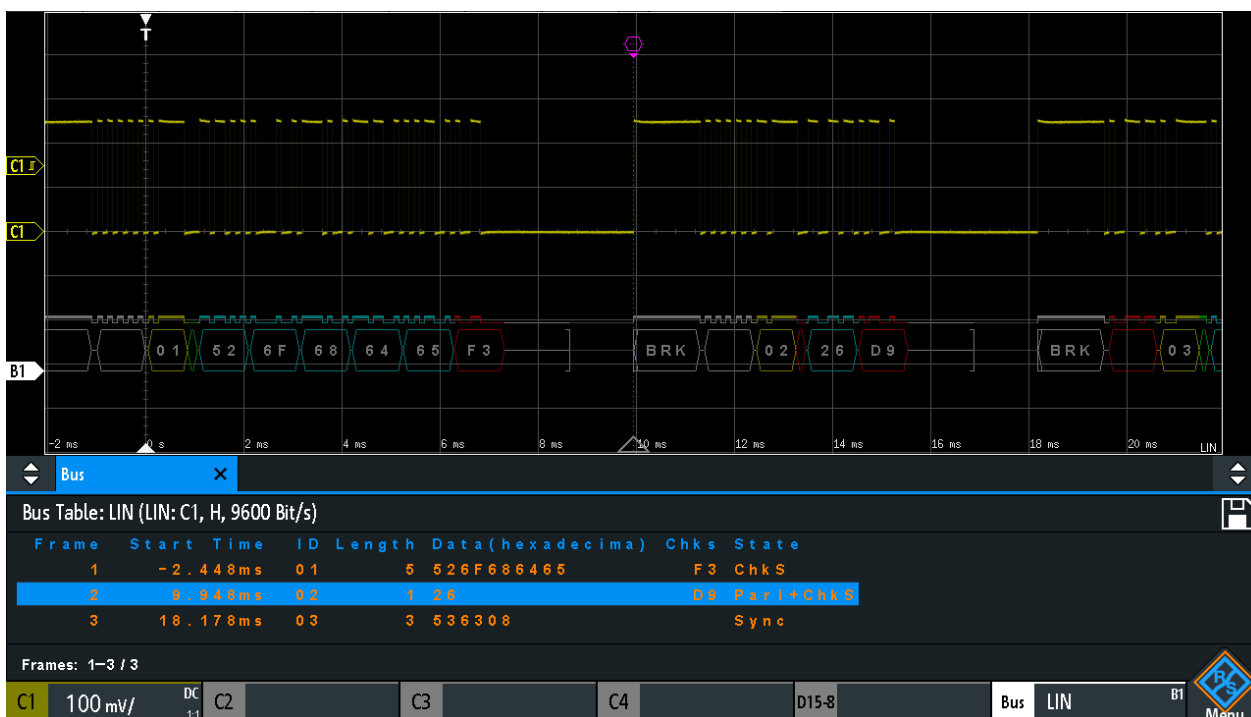 T
C1
C1
01 52 6F 68 64 65 F3 BRK 02 26 D9 BRK 03
B1
-2 ms 0 s 2 ms 4 ms 6 ms 8 ms 10 ms 12 ms 14 ms 16 ms 18 ms 20 ms LIN
Bus
Bus Table: LIN (LIN: C1, H, 9600 Bit/s)
Frame Start Time ID Length Data(hexadecima) Chks State
1 -2.448ms 01 5 526F686465 F3 ChkS
2 9.948ms 02 1 26 D9 Pari+ChkS
3 18.178ms 03 3 536308 Sync
Frames: 1-3 / 3
C1 100 mV/ DC 1:1 C2 C3 C4 D15-8 Bus LIN B1 R&S Menu